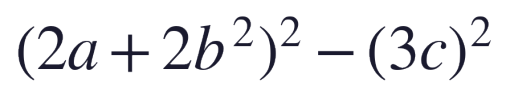 (2a + 2b²)² − (3c)²